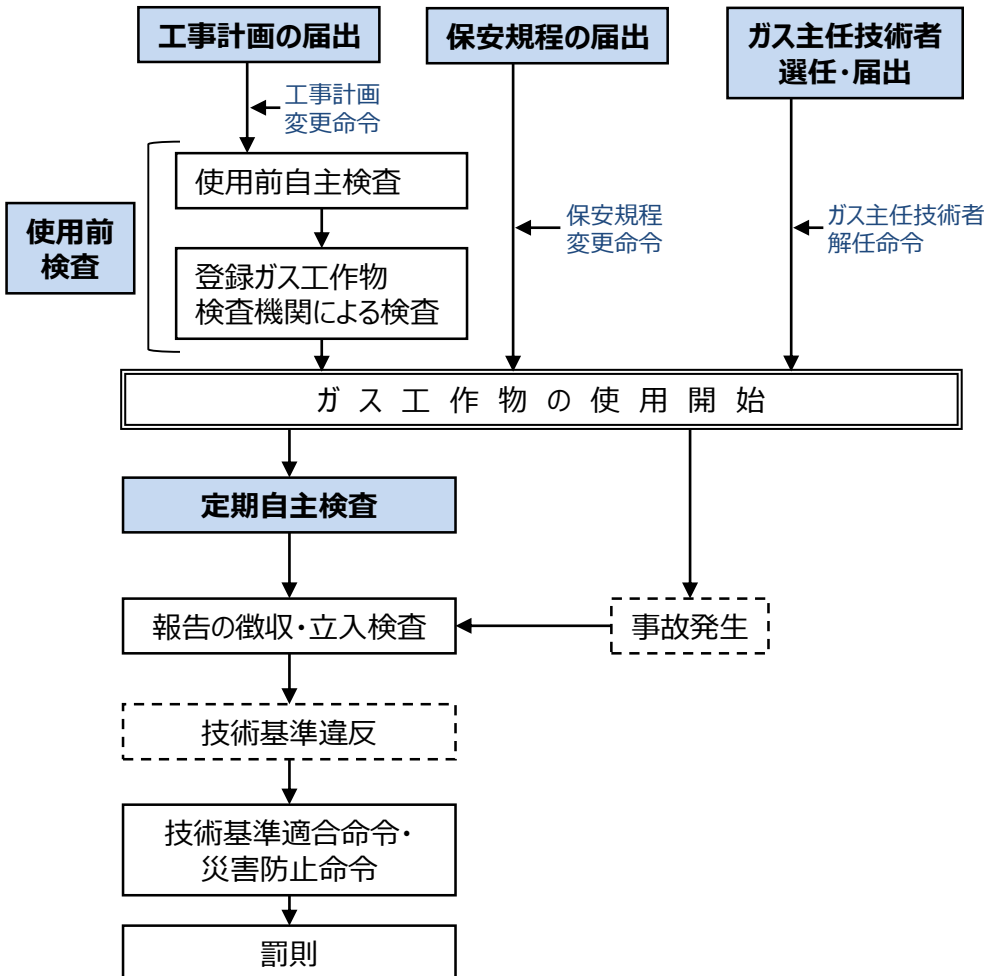 工事計画の届出
保安規程の届出
ガス主任技術者
選任・届出
工事計画
変更命令
使用前自主検査
使用前
検査
保安規程
変更命令
ガス主任技術者
解任命令
登録ガス工作物
検査機関による検査
ガス工作物の使用開始
定期自主検査
報告の徴収・立入検査
事故発生
技術基準違反
技術基準適合命令・
災害防止命令
罰則